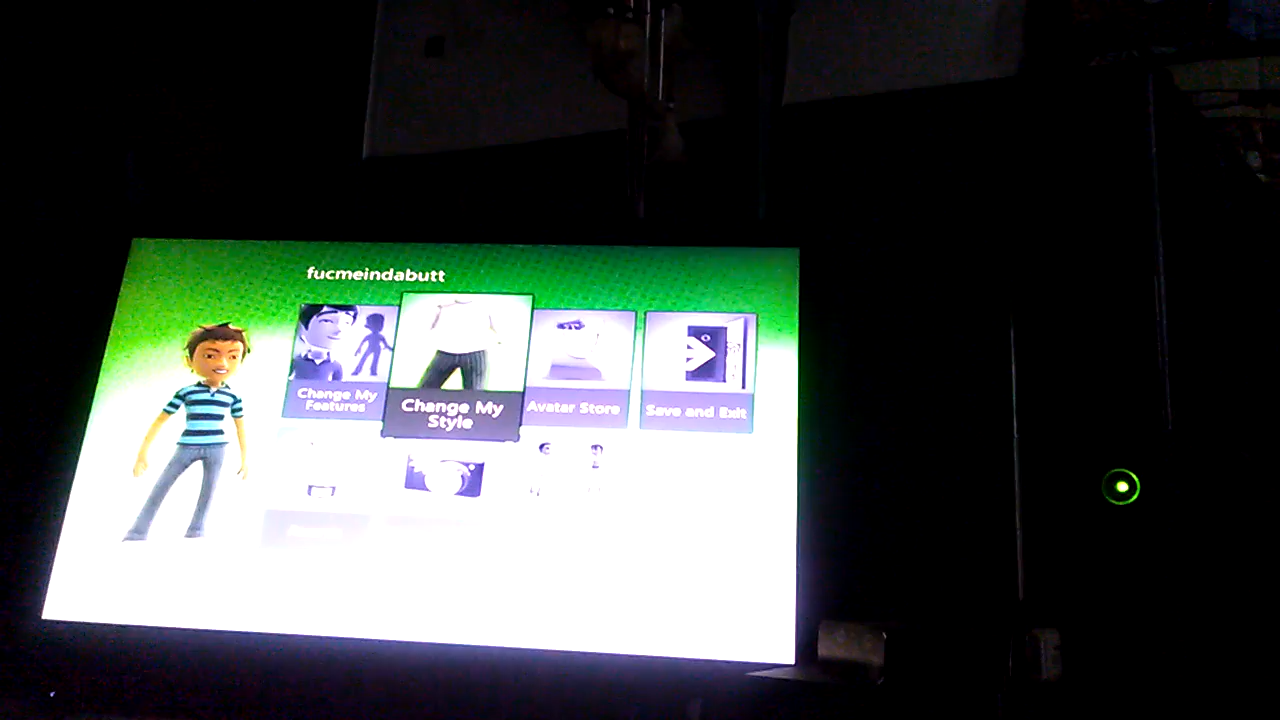 fucmeindabutt
Change My
Features
Change My
Style
Avatar Store
Save and Exit